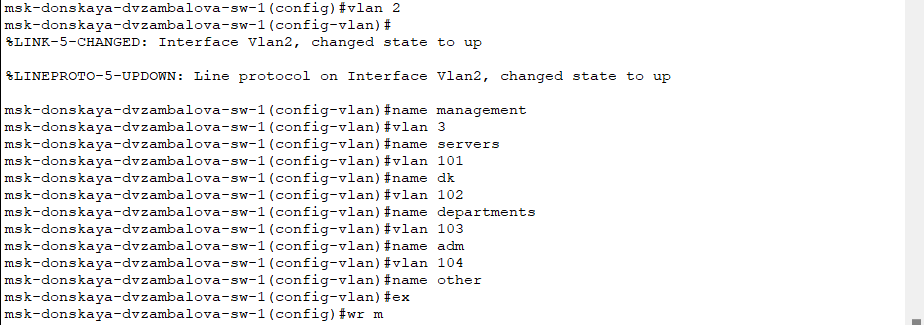 msk-donskaya-dvzambalova-sw-1(config)#vlan 2
msk-donskaya-dvzambalova-sw-1(config-vlan)#
%LINK-5-CHANGED: Interface Vlan2, changed state to up
%LINEPROTO-5-UPDOWN: Line protocol on Interface Vlan2, changed state to up
msk-donskaya-dvzambalova-sw-1(config-vlan)#name management
msk-donskaya-dvzambalova-sw-1(config-vlan)#vlan 3
msk-donskaya-dvzambalova-sw-1(config-vlan)#name servers
msk-donskaya-dvzambalova-sw-1(config-vlan)#vlan 101
msk-donskaya-dvzambalova-sw-1(config-vlan)#name dk
msk-donskaya-dvzambalova-sw-1(config-vlan)#vlan 102
msk-donskaya-dvzambalova-sw-1(config-vlan)#name departments
msk-donskaya-dvzambalova-sw-1(config-vlan)#vlan 103
msk-donskaya-dvzambalova-sw-1(config-vlan)#name adm
msk-donskaya-dvzambalova-sw-1(config-vlan)#vlan 104
msk-donskaya-dvzambalova-sw-1(config-vlan)#name other
msk-donskaya-dvzambalova-sw-1(config-vlan)#ex
msk-donskaya-dvzambalova-sw-1(config)#wr m